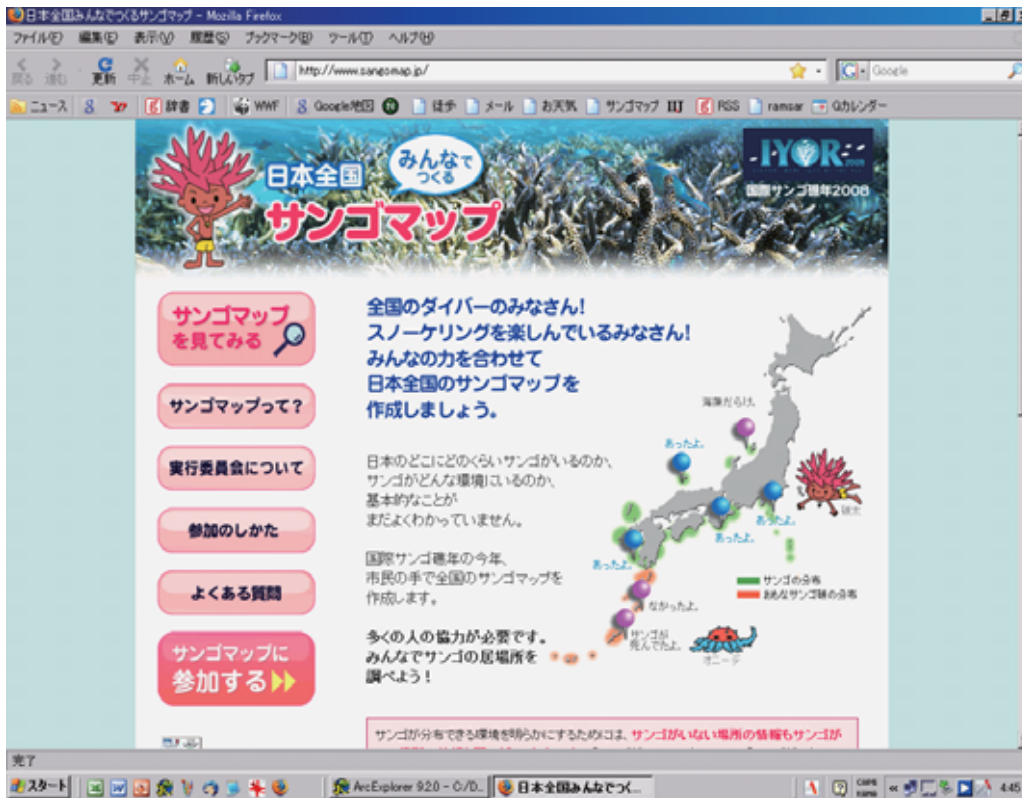 日本全国みんなでつくるサンゴマップ - Mozilla Firefox
ファイル(F) 編集(E) 表示(V) 履歴(S) ブックマーク(B) ツール(T) ヘルプ(H)
戻る 進む 更新 中止 ホーム 新しいタブ http://www.sangomap.jp/ Google
ニュース 辞書 WWF Google地図 徒歩 メール お天気 サンゴマップ RSS ramsar Gカレンダー
日本全国
みんなで
つくる
サンゴマップ
IYOR 2008
国際サンゴ礁年2008
サンゴマップ
を見てみる
サンゴマップって?
実行委員会について
参加のしかた
よくある質問
サンゴマップに
参加する
全国のダイバーのみなさん!
スノーケリングを楽しんでいるみなさん!
みんなの力を合わせて
日本全国のサンゴマップを
作成しましょう。
日本のどこにどのくらいサンゴがいるのか、
サンゴがどんな環境にいるのか、
基本的なことが
まだよくわかっていません。
国際サンゴ礁年の今年、
市民の手で全国のサンゴマップを
作成します。
多くの人の協力が必要です。
みんなでサンゴの居場所を
調べよう!
海藻だらけ。
あったよ。
あったよ。
あったよ。
あったよ。
なかったよ。
サンゴが
死んでたよ。
オニーテ
サンゴの分布
おもなサンゴ礁の分布
サンゴが分布できる環境を明らかにするためには、サンゴがいない場所の情報もサンゴが
完了
スタート ArcExplorer 9.2.0 - C:/D... 日本全国みんなでつく... CAPS KANA 4:45